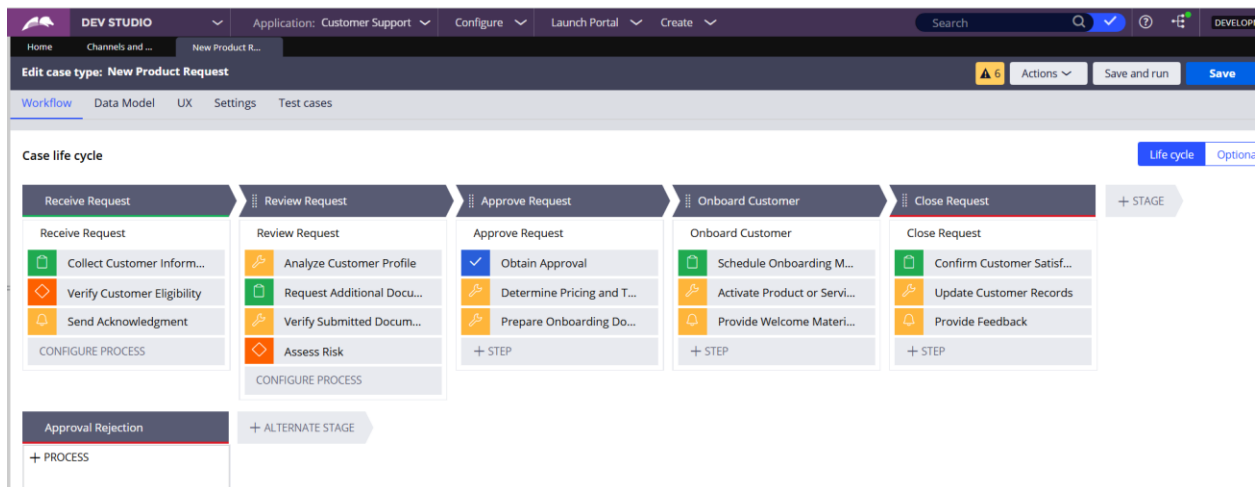 DEV STUDIO Application: Customer Support Configure Launch Portal Create Search DEVELOP
Home Channels and ... New Product R...
Edit case type: New Product Request 6 Actions Save and run Save
Workflow Data Model UX Settings Test cases
Case life cycle Life cycle Optiona
Receive Request Review Request Approve Request Onboard Customer Close Request + STAGE
Receive Request Review Request Approve Request Onboard Customer Close Request
Collect Customer Inform... Analyze Customer Profile Obtain Approval Schedule Onboarding M... Confirm Customer Satisf...
Verify Customer Eligibility Request Additional Docu... Determine Pricing and T... Activate Product or Servi... Update Customer Records
Send Acknowledgment Verify Submitted Docum... Prepare Onboarding Do... Provide Welcome Materi... Provide Feedback
CONFIGURE PROCESS Assess Risk + STEP + STEP + STEP
CONFIGURE PROCESS
Approval Rejection + ALTERNATE STAGE
+ PROCESS